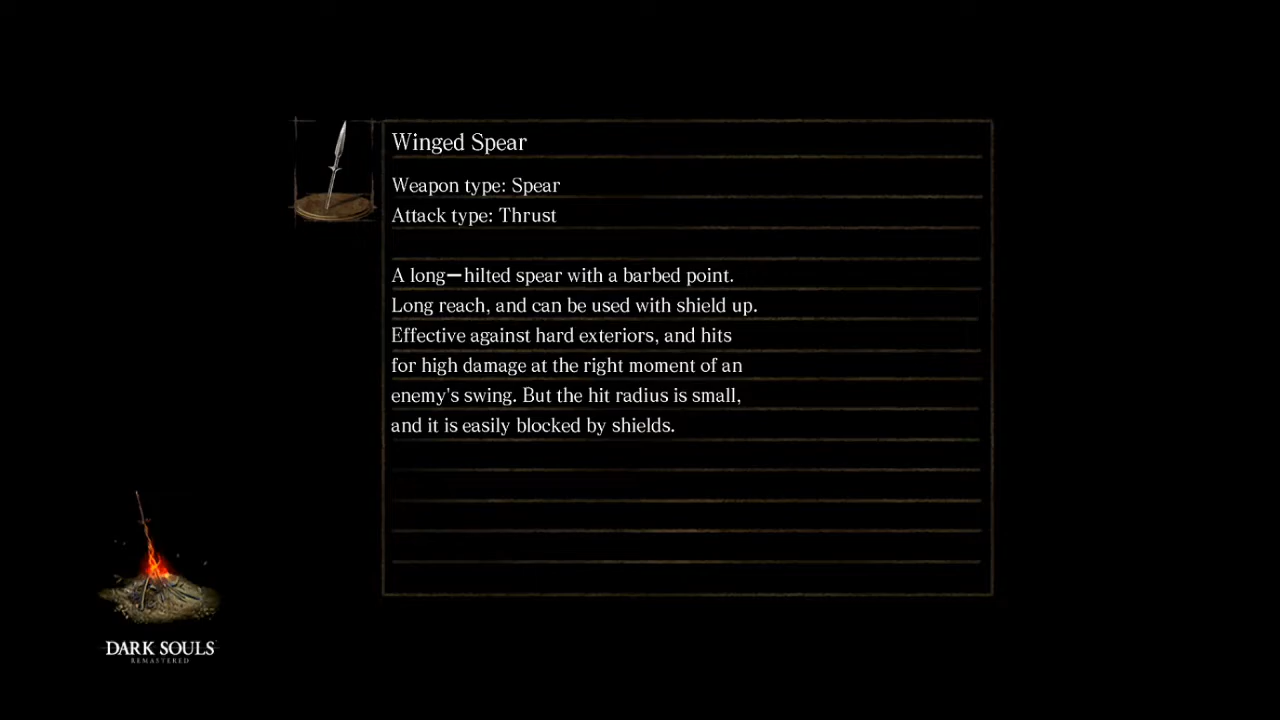 Winged Spear
Weapon type: Spear
Attack type: Thrust
A long—hilted spear with a barbed point.
Long reach, and can be used with shield up.
Effective against hard exteriors, and hits
for high damage at the right moment of an
enemy's swing. But the hit radius is small,
and it is easily blocked by shields.
DARK SOULS
REMASTERED